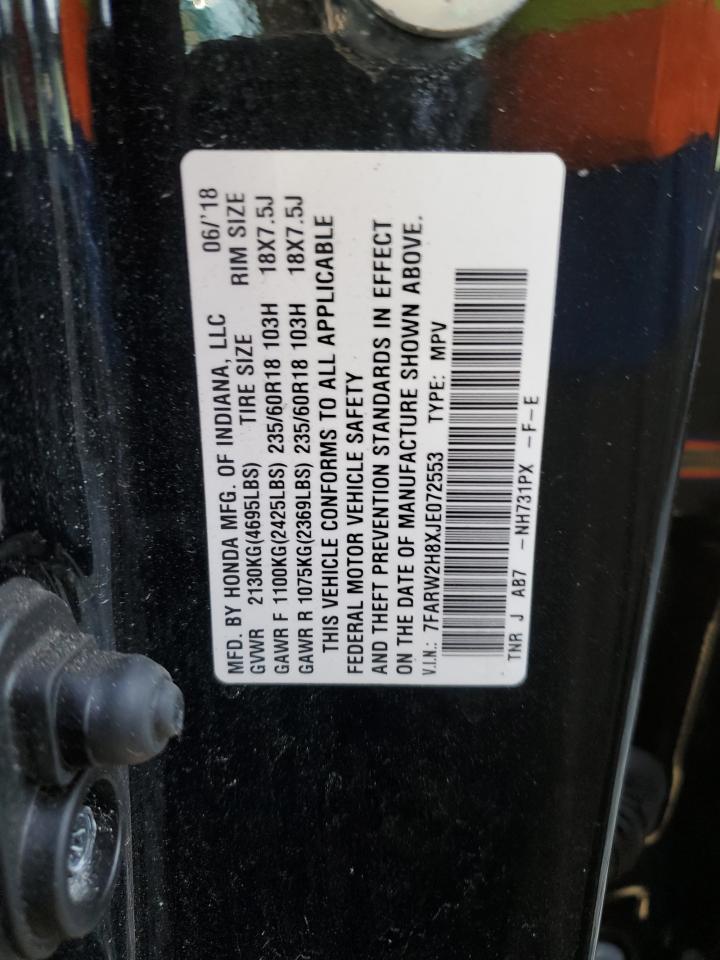 MFD. BY HONDA MFG. OF INDIANA, LLC 06/'18
GVWR 2130KG(4695LBS) TIRE SIZE RIM SIZE
GAWR F 1100KG(2425LBS) 235/60R18 103H 18X7.5J
GAWR R 1075KG(2369LBS) 235/60R18 103H 18X7.5J
THIS VEHICLE CONFORMS TO ALL APPLICABLE
FEDERAL MOTOR VEHICLE SAFETY
AND THEFT PREVENTION STANDARDS IN EFFECT
ON THE DATE OF MANUFACTURE SHOWN ABOVE.
V.I.N.: 7FARW2H8XJE072553 TYPE: MPV
TNR J AB7 -NH731PX -F-E